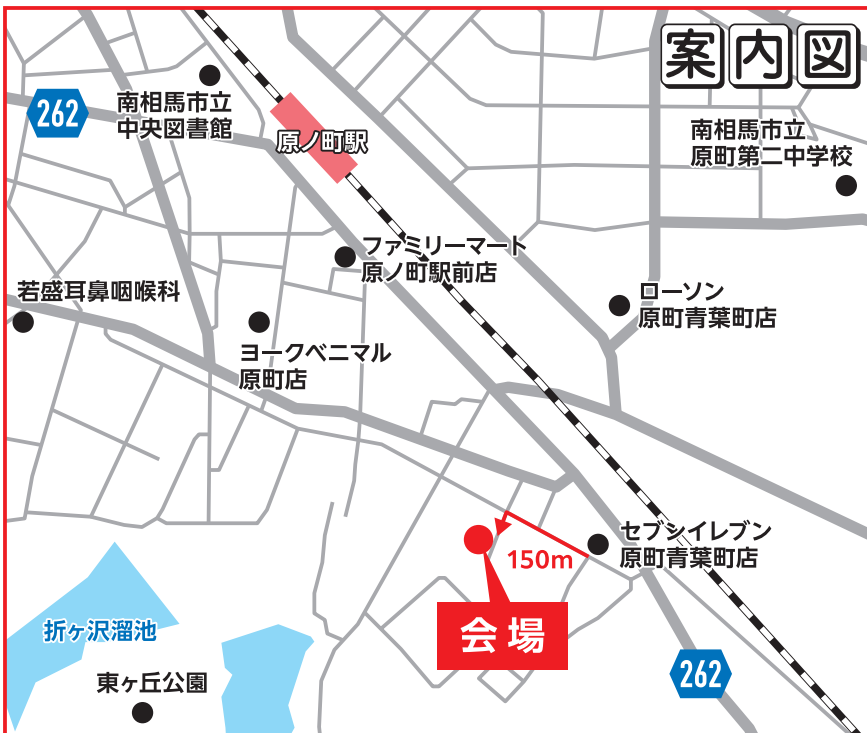 案内図
262
南相馬市立
中央図書館
原ノ町駅
南相馬市立
原町第二中学校
ファミリーマート
原ノ町駅前店
若盛耳鼻咽喉科
ローソン
原町青葉町店
ヨークベニマル
原町店
セブンイレブン
原町青葉町店
150m
会場
折ヶ沢溜池
東ヶ丘公園
262